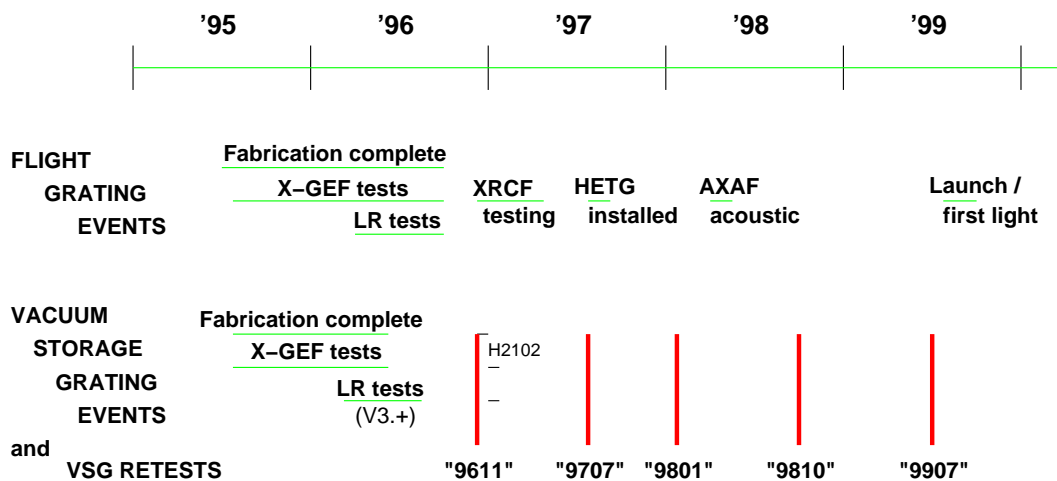 ’95 ’96 ’97 ’98 ’99
FLIGHT
GRATING
EVENTS
Fabrication complete
X−GEF tests
LR tests
XRCF
testing
HETG
installed
AXAF
acoustic
Launch /
first light
VACUUM
STORAGE
GRATING
EVENTS
and
VSG RETESTS
Fabrication complete
X−GEF tests
LR tests
(V3.+)
H2102
"9611" "9707" "9801" "9810" "9907"